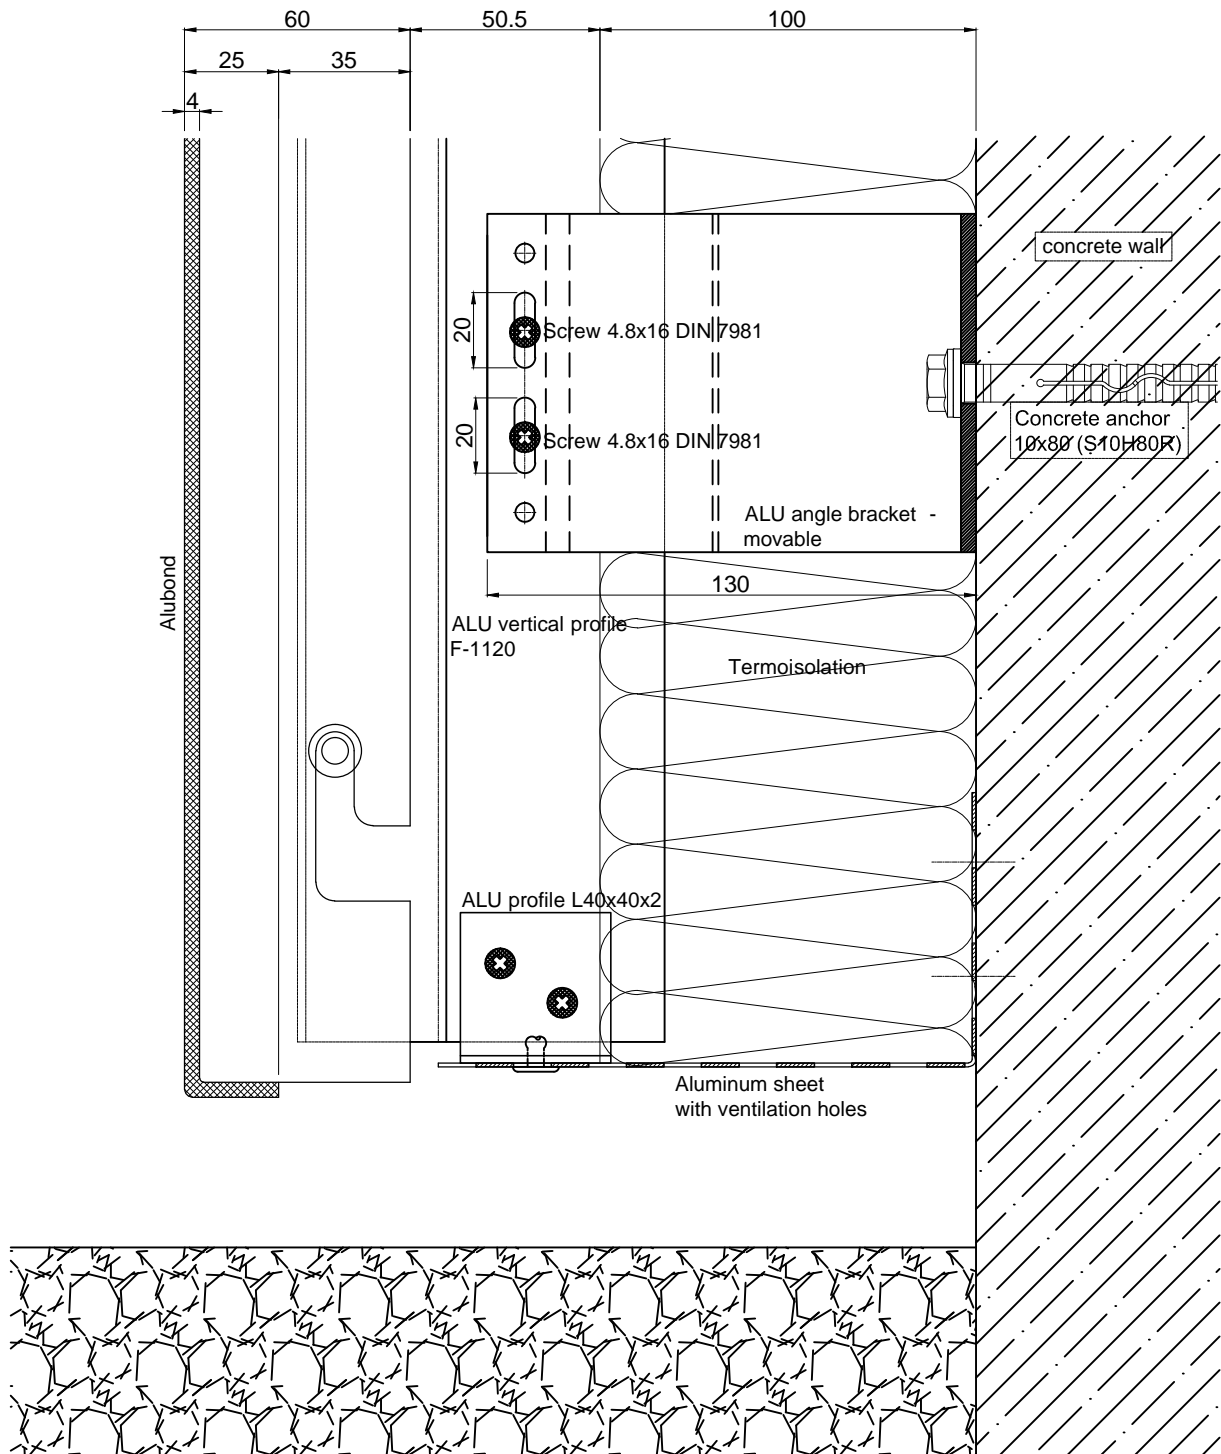 60
50.5
100
25
35
4
concrete wall
20
Screw 4.8x16 DIN 7981
Concrete anchor
10x80 (S10H80R)
20
Screw 4.8x16 DIN 7981
ALU angle bracket -
movable
130
Alubond
ALU vertical profile
F-1120
Termoisolation
ALU profile L40x40x2
Aluminum sheet
with ventilation holes